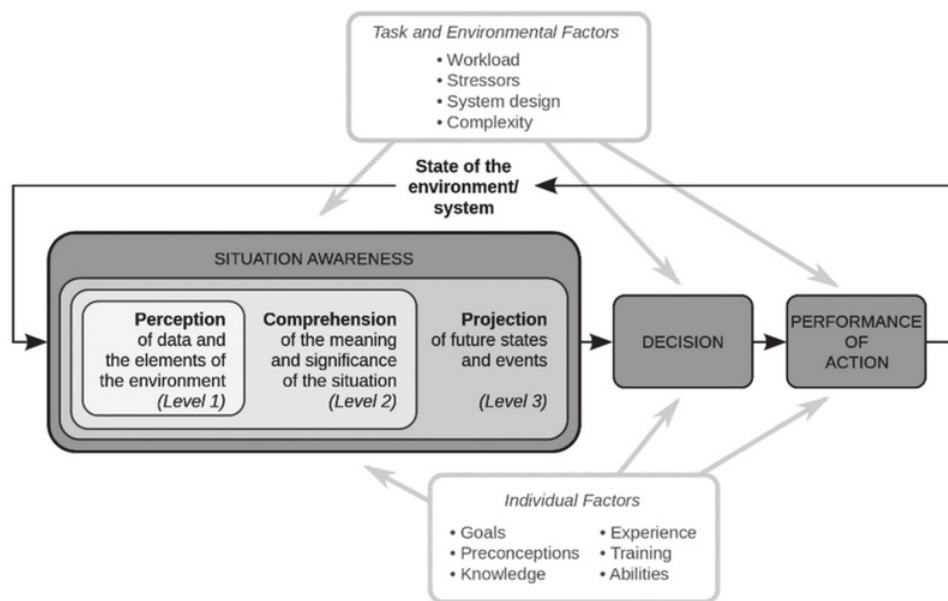 Task and Environmental Factors
• Workload
• Stressors
• System design
• Complexity
State of the
environment/
system
SITUATION AWARENESS
Perception
of data and
the elements of
the environment
(Level 1)
Comprehension
of the meaning
and significance
of the situation
(Level 2)
Projection
of future states
and events
(Level 3)
DECISION
PERFORMANCE
OF
ACTION
Individual Factors
• Goals
• Preconceptions
• Knowledge
• Experience
• Training
• Abilities